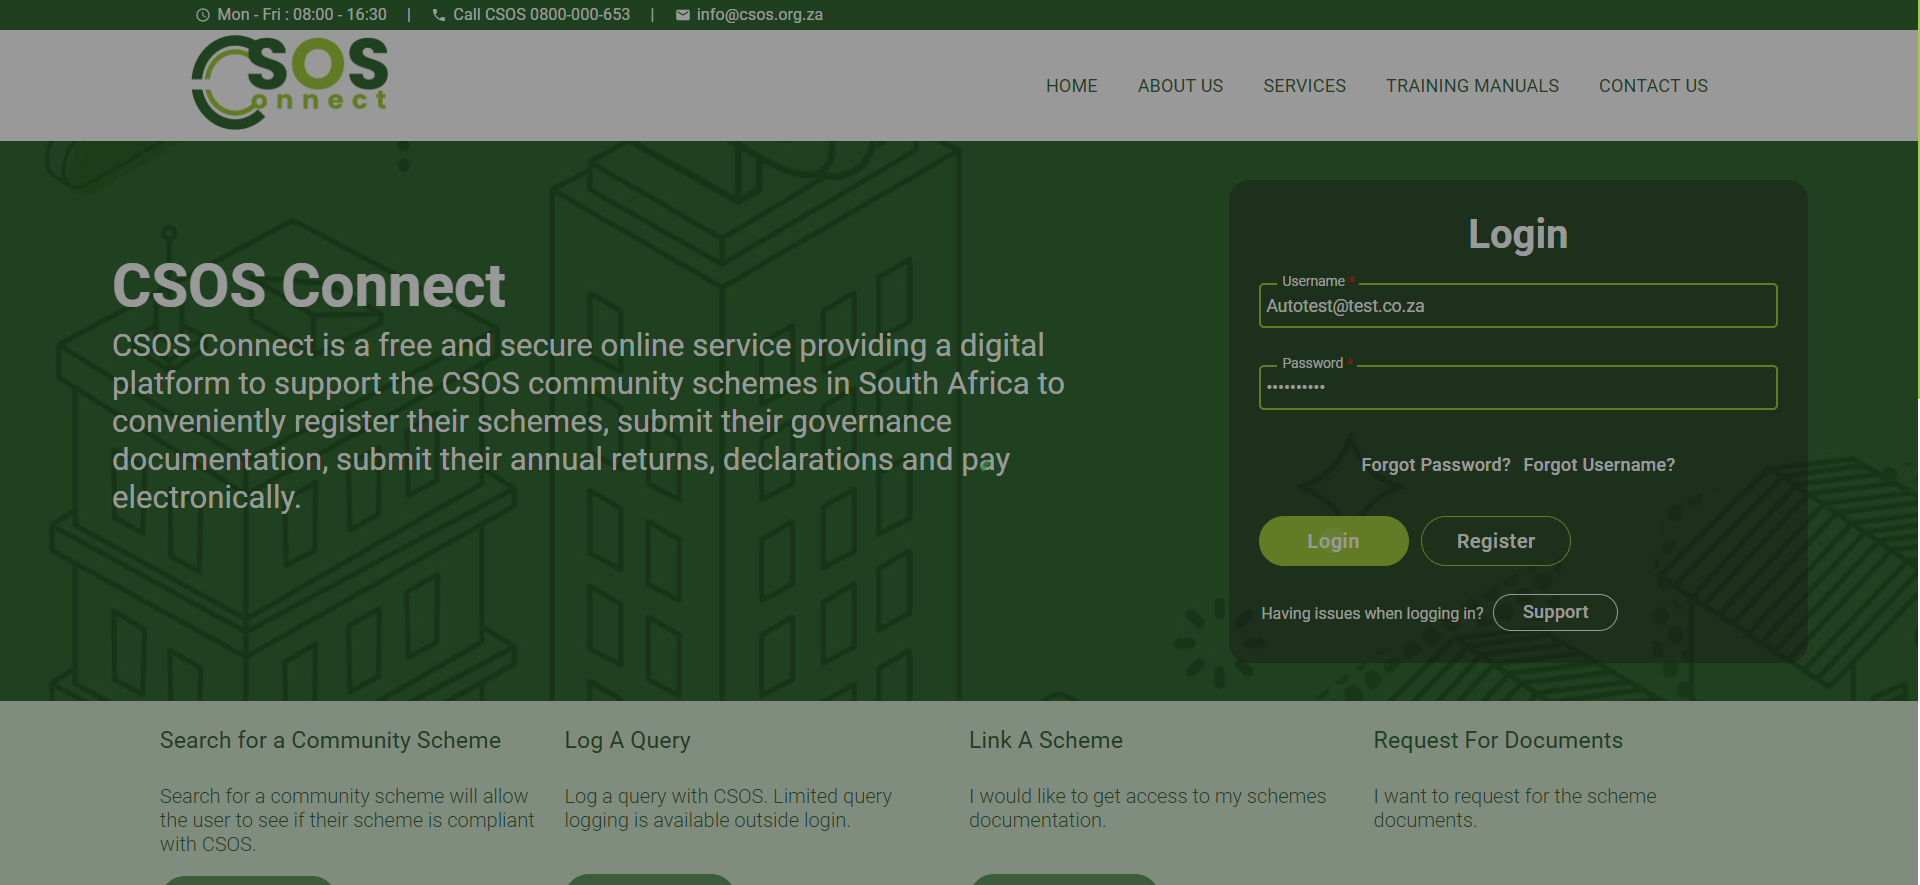 Mon - Fri : 08:00 - 16:30 | Call CSOS 0800-000-653 | info@csos.org.za
CSOS
onnect
HOME ABOUT US SERVICES TRAINING MANUALS CONTACT US
CSOS Connect
CSOS Connect is a free and secure online service providing a digital
platform to support the CSOS community schemes in South Africa to
conveniently register their schemes, submit their governance
documentation, submit their annual returns, declarations and pay
electronically.
Login
Username *
Autotest@test.co.za
Password *
••••••••••
Forgot Password? Forgot Username?
Login Register
Having issues when logging in? Support
Search for a Community Scheme
Search for a community scheme will allow
the user to see if their scheme is compliant
with CSOS.
Log A Query
Log a query with CSOS. Limited query
logging is available outside login.
Link A Scheme
I would like to get access to my schemes
documentation.
Request For Documents
I want to request for the scheme
documents.